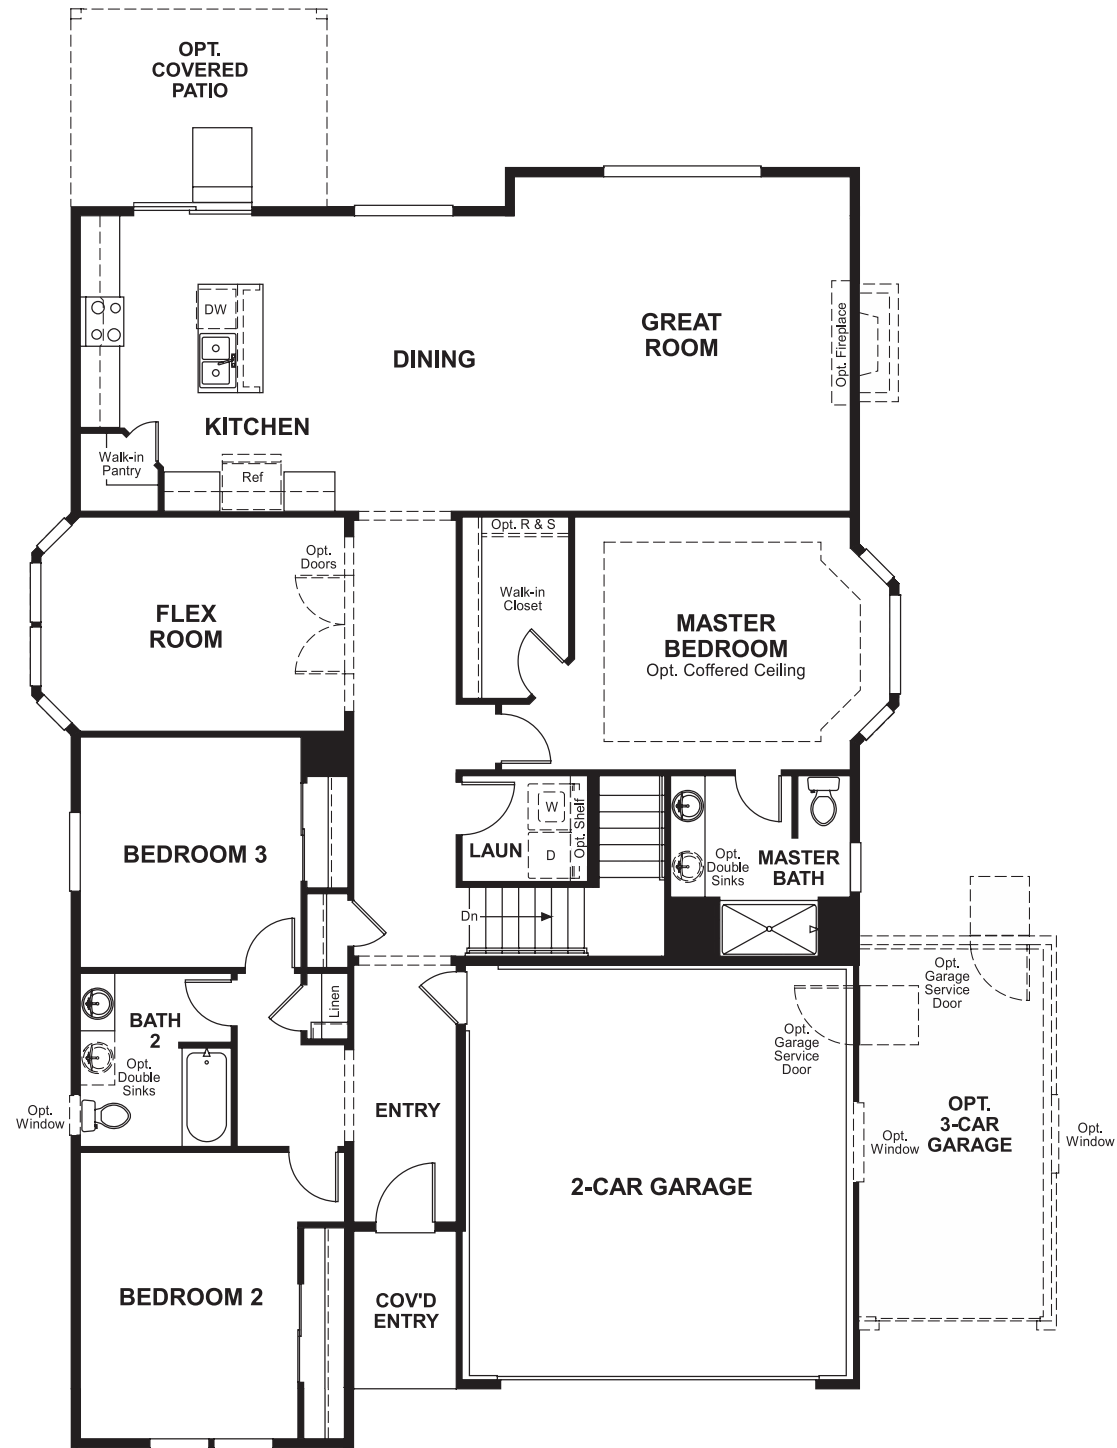 OPT.
COVERED
PATIO
DW
GREAT
ROOM
Opt. Fireplace
DINING
KITCHEN
Walk-in
Pantry
Ref
Opt. R & S
Opt.
Doors
Walk-in
Closet
FLEX
ROOM
MASTER
BEDROOM
Opt. Coffered Ceiling
W
Opt. Shelf
LAUN
D
BEDROOM 3
Opt.
Double
Sinks
MASTER
BATH
Dn
Linen
BATH
2
Opt.
Double
Sinks
Opt.
Garage
Service
Door
Opt.
Garage
Service
Door
Opt.
Window
ENTRY
OPT.
3-CAR
GARAGE
Opt.
Window
Opt.
Window
2-CAR GARAGE
BEDROOM 2
COV'D
ENTRY